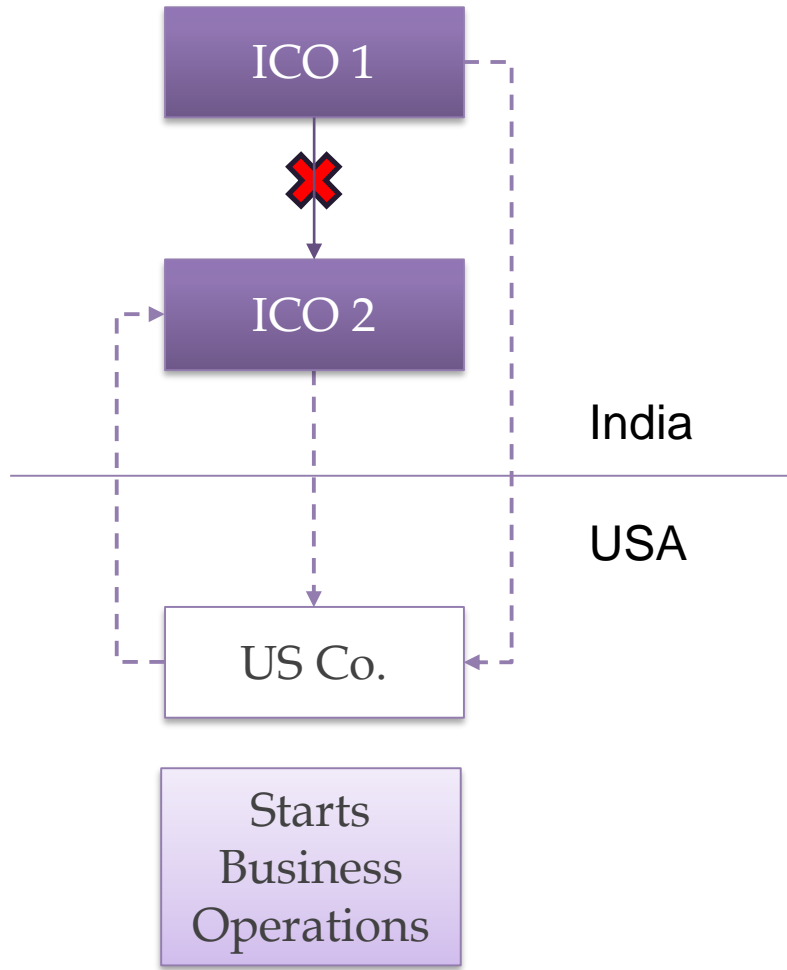 ICO 1
ICO 2
India
USA
US Co.
Starts
Business
Operations